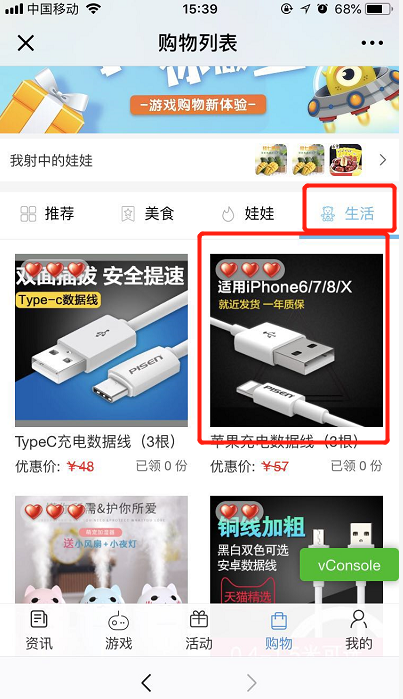 中国移动 15:39 68%
购物列表
游戏购物新体验
我射中的娃娃
推荐 美食 娃娃 生活
双面插拔 安全提速
Type-c数据线
PISEN
TypeC充电数据线（3根）
优惠价: ¥48 已领 0 份
适用iPhone6/7/8/X
就近发货 一年质保
PISEN
苹果充电数据线（3根）
优惠价: ¥57 已领 0 份
需&护你所爱
送小风扇+小夜灯
铜线加粗
黑白双色可选
安卓数据线
天猫精选
vConsole
资讯 游戏 活动 购物 我的